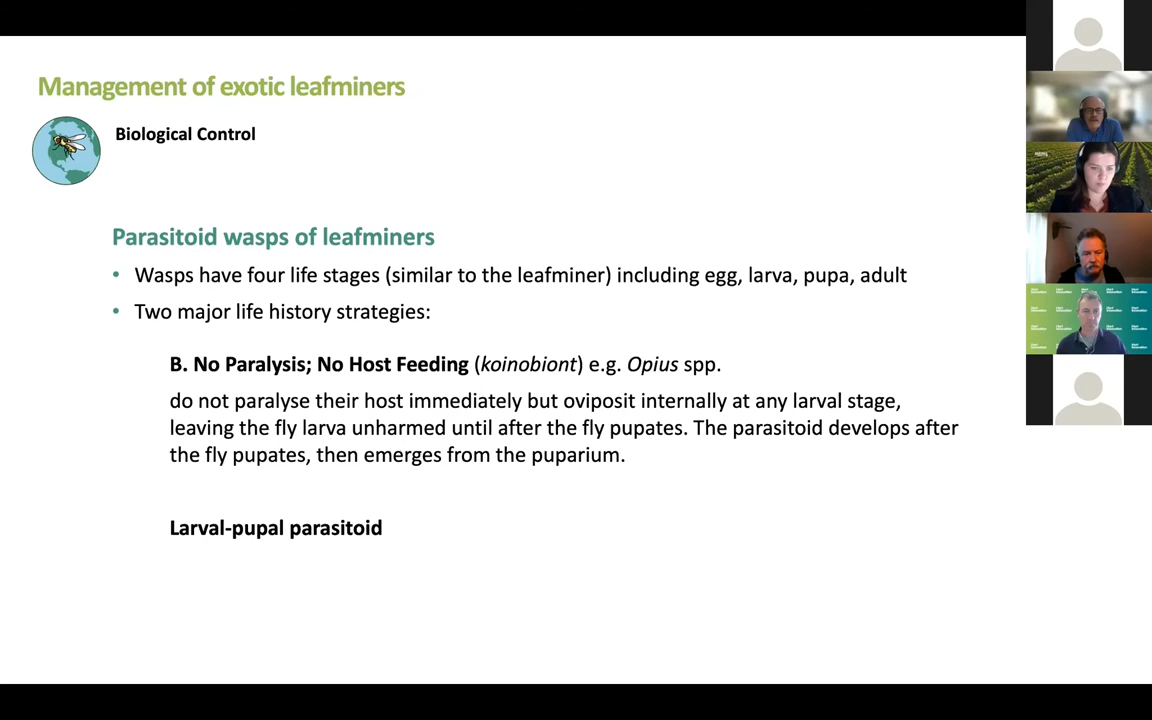 Management of exotic leafminers
Biological Control
Parasitoid wasps of leafminers
• Wasps have four life stages (similar to the leafminer) including egg, larva, pupa, adult
• Two major life history strategies:
B. No Paralysis; No Host Feeding (koinobiont) e.g. Opius spp.
do not paralyse their host immediately but oviposit internally at any larval stage,
leaving the fly larva unharmed until after the fly pupates. The parasitoid develops after
the fly pupates, then emerges from the puparium.
Larval-pupal parasitoid